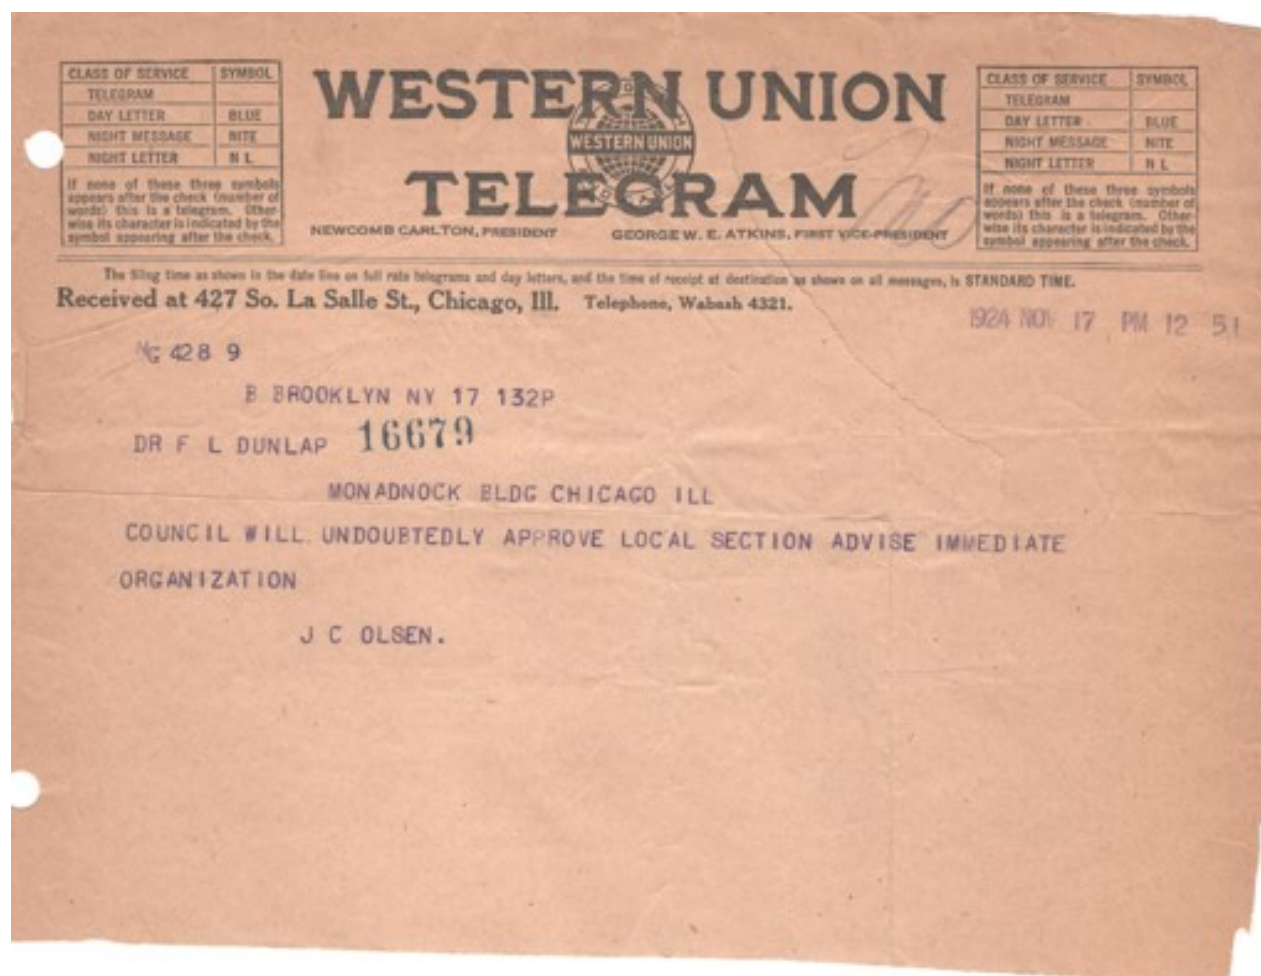 CLASS OF SERVICE SYMBOL
TELEGRAM
DAY LETTER BLUE
NIGHT MESSAGE NITE
NIGHT LETTER N L
If none of these three symbols
appears after the check (number of
words) this is a telegram. Other-
wise its character is indicated by the
symbol appearing after the check.
WESTERN UNION
WESTERN UNION
TELEGRAM
NEWCOMB CARLTON, PRESIDENT GEORGE W. E. ATKINS, FIRST VICE-PRESIDENT
CLASS OF SERVICE SYMBOL
TELEGRAM
DAY LETTER BLUE
NIGHT MESSAGE NITE
NIGHT LETTER N L
If none of these three symbols
appears after the check (number of
words) this is a telegram. Other-
wise its character is indicated by the
symbol appearing after the check.
The filing time as shown in the date line on full rate telegrams and day letters, and the time of receipt at destination as shown on all messages, is STANDARD TIME.
Received at 427 So. La Salle St., Chicago, Ill. Telephone, Wabash 4321.
1924 NOV 17 PM 12 51
NG 428 9
B BROOKLYN NY 17 132P
DR F L DUNLAP 16679
MONADNOCK BLDG CHICAGO ILL
COUNCIL WILL UNDOUBTEDLY APPROVE LOCAL SECTION ADVISE IMMEDIATE
ORGANIZATION
J C OLSEN.